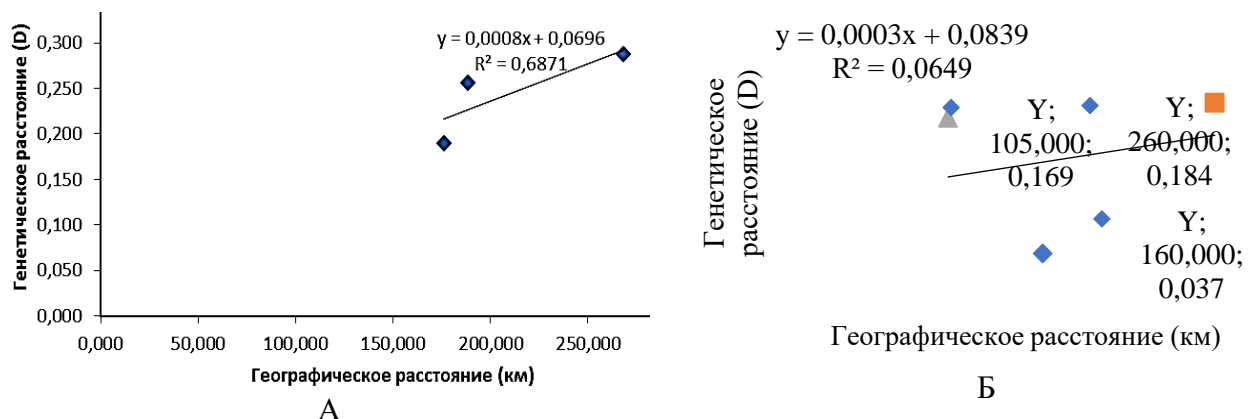 Генетическое расстояние (D)
0,300
0,250
0,200
0,150
0,100
0,050
0,000
y = 0,0008x + 0,0696
R² = 0,6871
0,000
50,000
100,000
150,000
200,000
250,000
Географическое расстояние (км)
А
y = 0,0003x + 0,0839
R² = 0,0649
Генетическое
расстояние (D)
Y;
105,000;
0,169
Y;
260,000;
0,184
Y;
160,000;
0,037
Географическое расстояние (км)
Б